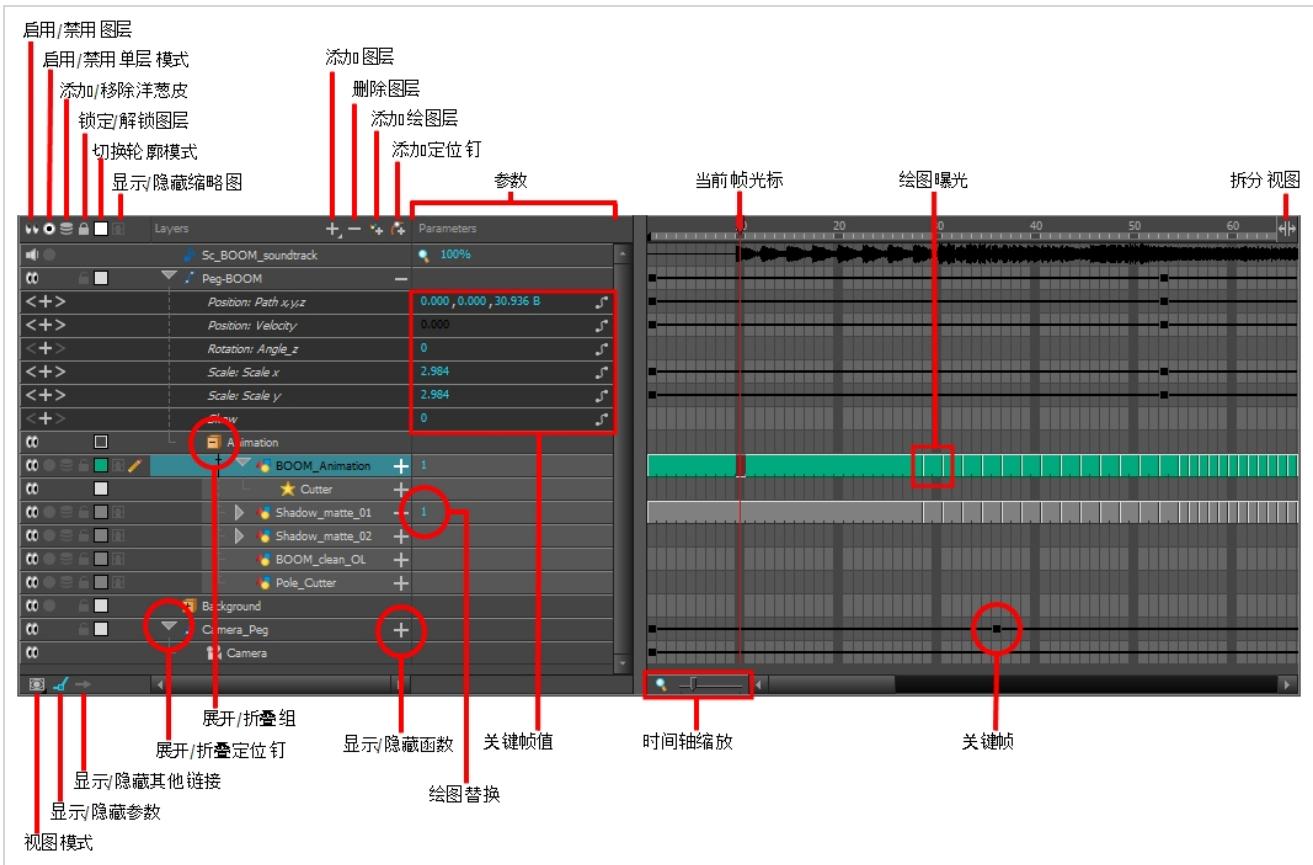 启用/禁用图层
启用/禁用单层模式
添加/移除洋葱皮
锁定/解锁图层
切换轮廓模式
显示/隐藏缩略图
添加图层
删除图层
添加绘图层
添加定位钉
参数
当前帧光标
绘图曝光
拆分视图
Layers
Parameters
20
40
50
60
Sc_BOOM_soundtrack
100%
Peg-BOOM
Position: Path x,y,z
0.000 , 0.000 , 30.936 B
Position: Velocity
0.000
Rotation: Angle_z
0
Scale: Scale x
2.984
Scale: Scale y
2.984
Skew
0
Animation
BOOM_Animation
1
Cutter
Shadow_matte_01
1
Shadow_matte_02
BOOM_clean_OL
Pole_Cutter
Background
Camera_Peg
Camera
展开/折叠组
展开/折叠定位钉
显示/隐藏函数
关键帧值
时间轴缩放
关键帧
显示/隐藏其他链接
绘图替换
显示/隐藏参数
视图模式